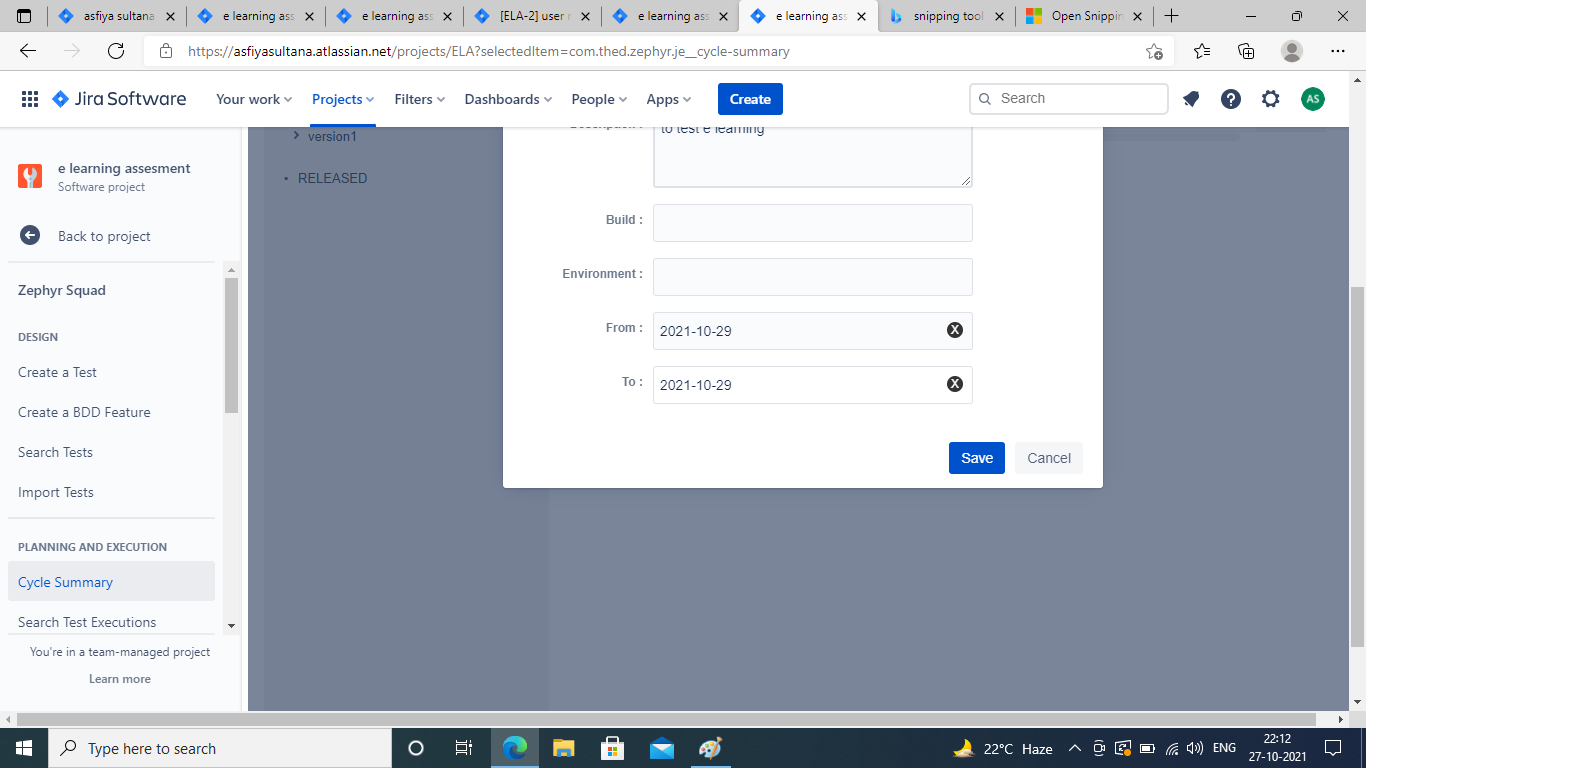 asfiya sultana
e learning ass
e learning ass
[ELA-2] user
e learning ass
e learning ass
snipping tool
Open Snippin
https://asfiyasultana.atlassian.net/projects/ELA?selectedItem=com.thed.zephyr.je__cycle-summary
Jira Software
Your work
Projects
Filters
Dashboards
People
Apps
Create
Search
AS
e learning assesment
Software project
Back to project
Zephyr Squad
DESIGN
Create a Test
Create a BDD Feature
Search Tests
Import Tests
PLANNING AND EXECUTION
Cycle Summary
Search Test Executions
You're in a team-managed project
Learn more
version1
RELEASED
Description :
to test e learning
Build :
Environment :
From :
2021-10-29
X
To :
2021-10-29
X
Save
Cancel
Type here to search
22°C Haze
ENG
22:12
27-10-2021